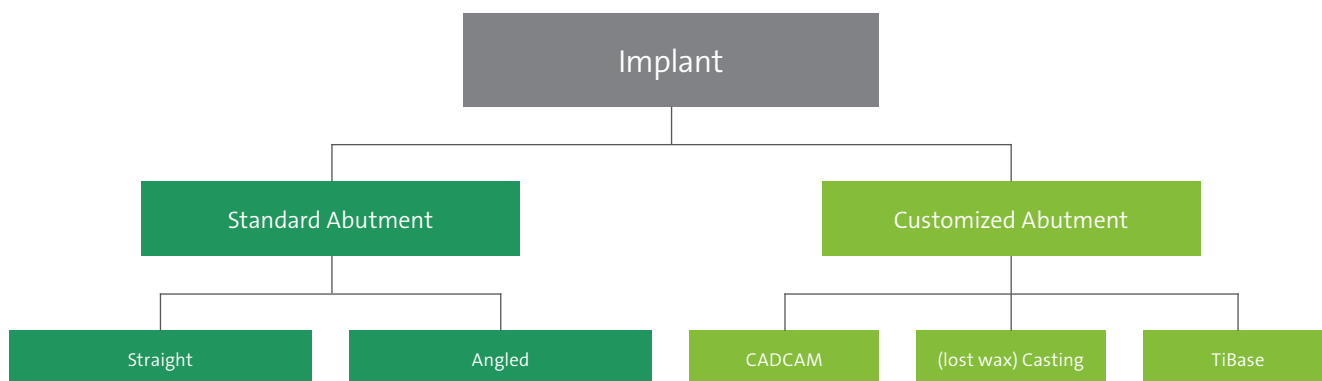 Implant
Standard Abutment
Customized Abutment
Straight
Angled
CADCAM
(lost wax) Casting
TiBase